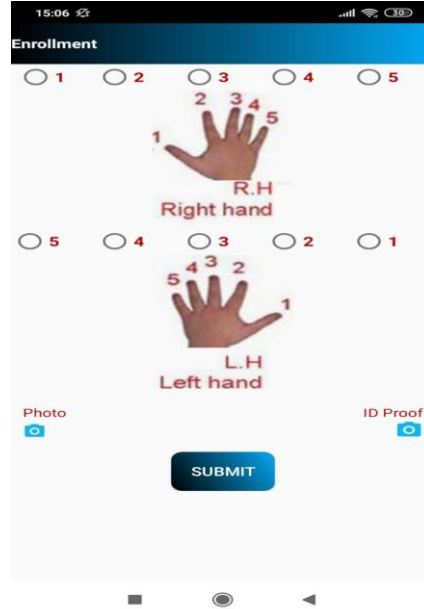 15:06 30
Enrollment
1 2 3 4 5
1 2 3 4 5
R.H
Right hand
5 4 3 2 1
5 4 3 2 1
L.H
Left hand
Photo ID Proof
SUBMIT